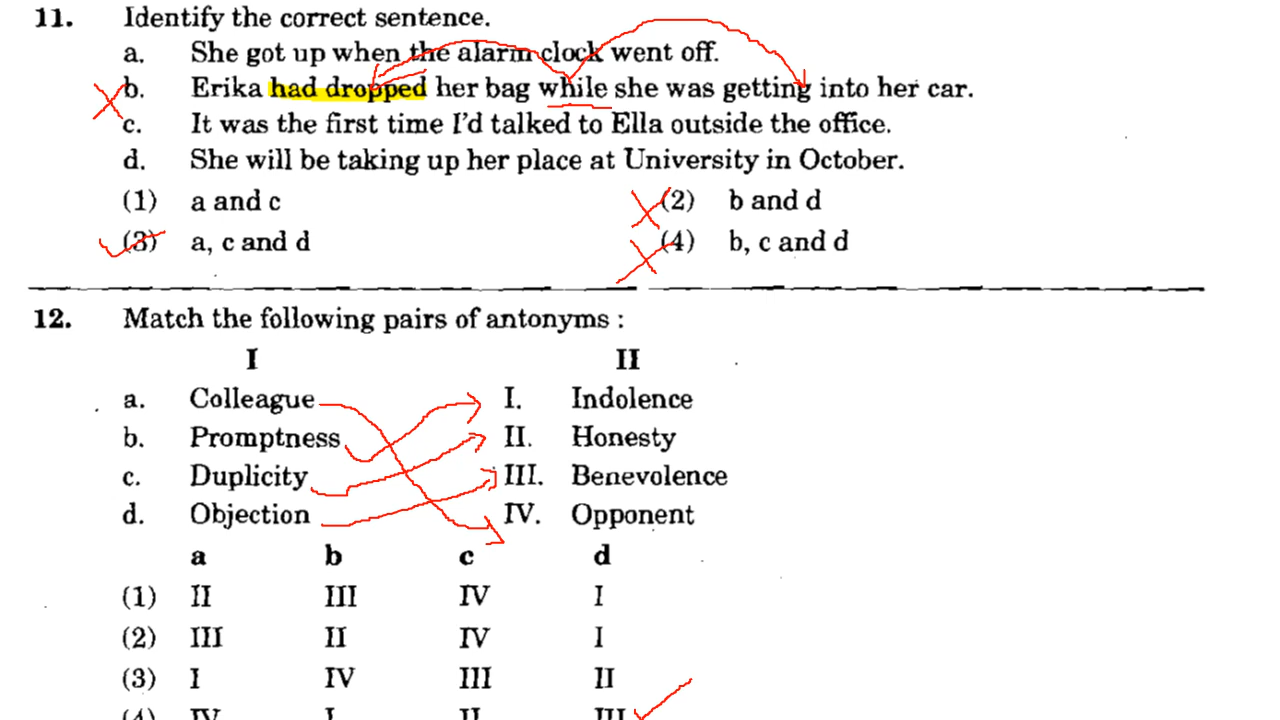 11. Identify the correct sentence.
a. She got up when the alarm clock went off.
b. Erika had dropped her bag while she was getting into her car.
c. It was the first time I'd talked to Ella outside the office.
d. She will be taking up her place at University in October.
(1) a and c (2) b and d
(3) a, c and d (4) b, c and d
12. Match the following pairs of antonyms :
I II
a. Colleague I. Indolence
b. Promptness II. Honesty
c. Duplicity III. Benevolence
d. Objection IV. Opponent
a b c d
(1) II III IV I
(2) III II IV I
(3) I IV III II
(4) IV I II III